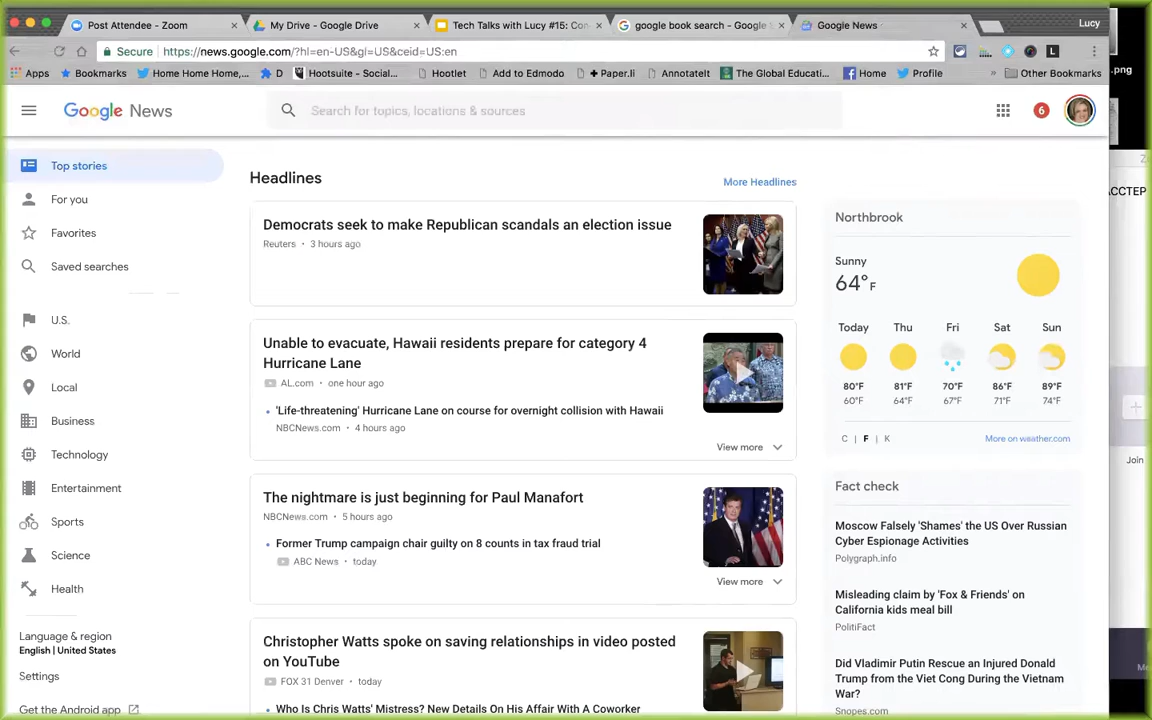 Post Attendee - Zoom
My Drive - Google Drive
Tech Talks with Lucy #15: Con
google book search - Google
Google News
Lucy
Secure
https://news.google.com/?hl=en-US&gl=US&ceid=US:en
.png
Apps
Bookmarks
Home Home Home,...
D
Hootsuite - Social...
Hootlet
Add to Edmodo
+ Paper.li
AnnotateIt
The Global Educati...
Home
Profile
»
Other Bookmarks
Google News
Search for topics, locations & sources
6
Top stories
For you
Favorites
Saved searches
U.S.
World
Local
Business
Technology
Entertainment
Sports
Science
Health
Language & region
English | United States
Settings
Get the Android app
Headlines
More Headlines
Democrats seek to make Republican scandals an election issue
Reuters • 3 hours ago
Unable to evacuate, Hawaii residents prepare for category 4
Hurricane Lane
AL.com • one hour ago
• 'Life-threatening' Hurricane Lane on course for overnight collision with Hawaii
NBCNews.com • 4 hours ago
View more
The nightmare is just beginning for Paul Manafort
NBCNews.com • 5 hours ago
• Former Trump campaign chair guilty on 8 counts in tax fraud trial
ABC News • today
View more
Christopher Watts spoke on saving relationships in video posted
on YouTube
FOX 31 Denver • today
• Who Is Chris Watts' Mistress? New Details On His Affair With A Coworker
Northbrook
Sunny
64°F
Today Thu Fri Sat Sun
80°F 81°F 70°F 86°F 89°F
60°F 64°F 67°F 71°F 74°F
C | F | K
More on weather.com
Fact check
Moscow Falsely 'Shames' the US Over Russian
Cyber Espionage Activities
Polygraph.info
Misleading claim by 'Fox & Friends' on
California kids meal bill
PolitiFact
Did Vladimir Putin Rescue an Injured Donald
Trump from the Viet Cong During the Vietnam
War?
Snopes.com
ACCTEP
Join